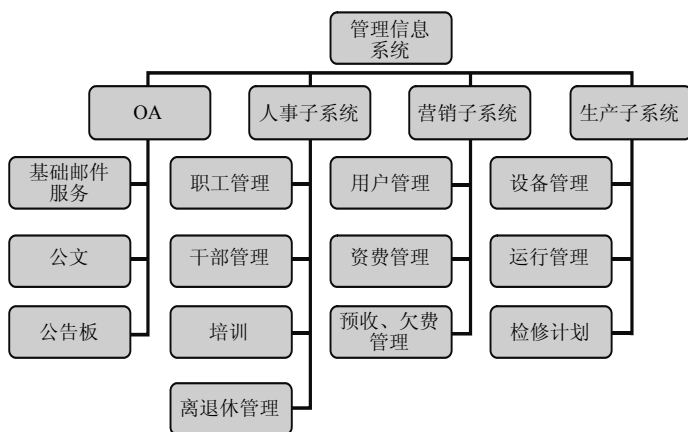 管理信息
系统
OA
人事子系统
营销子系统
生产子系统
基础邮件
服务
职工管理
用户管理
设备管理
公文
干部管理
资费管理
运行管理
公告板
培训
预收、欠费
管理
检修计划
离退休管理